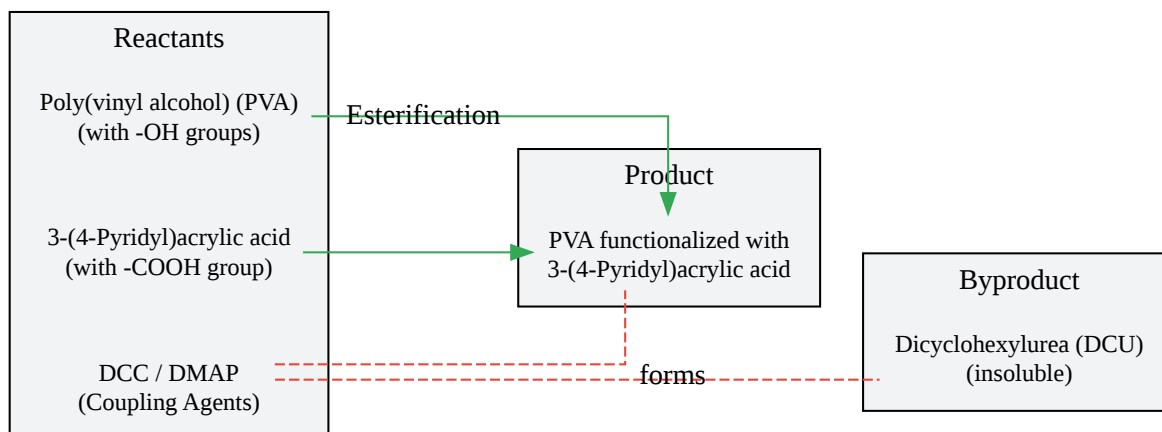 Reactants
Poly(vinyl alcohol) (PVA)
(with -OH groups)
Esterification
3-(4-Pyridyl)acrylic acid
(with -COOH group)
DCC / DMAP
(Coupling Agents)
Product
PVA functionalized with
3-(4-Pyridyl)acrylic acid
forms
Byproduct
Dicyclohexylurea (DCU)
(insoluble)